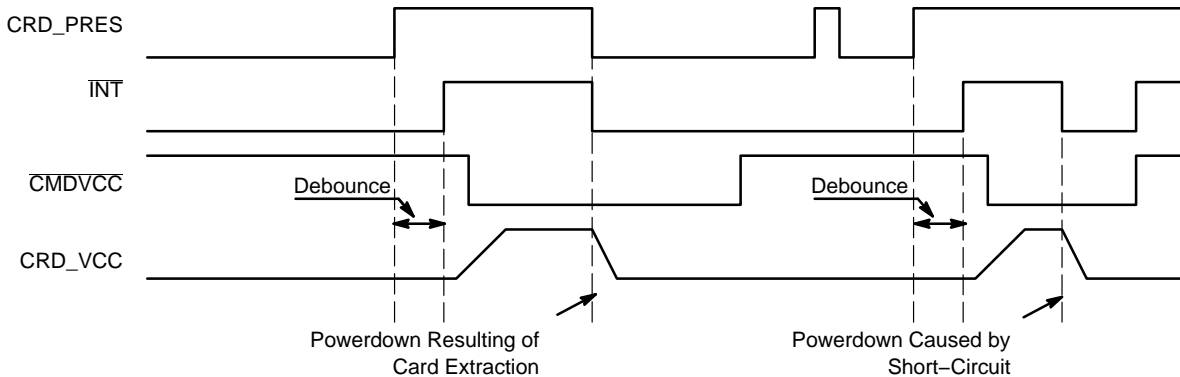 CRD_PRES
INT
CMDVCC
Debounce
Debounce
CRD_VCC
Powerdown Resulting of
Card Extraction
Powerdown Caused by
Short−Circuit